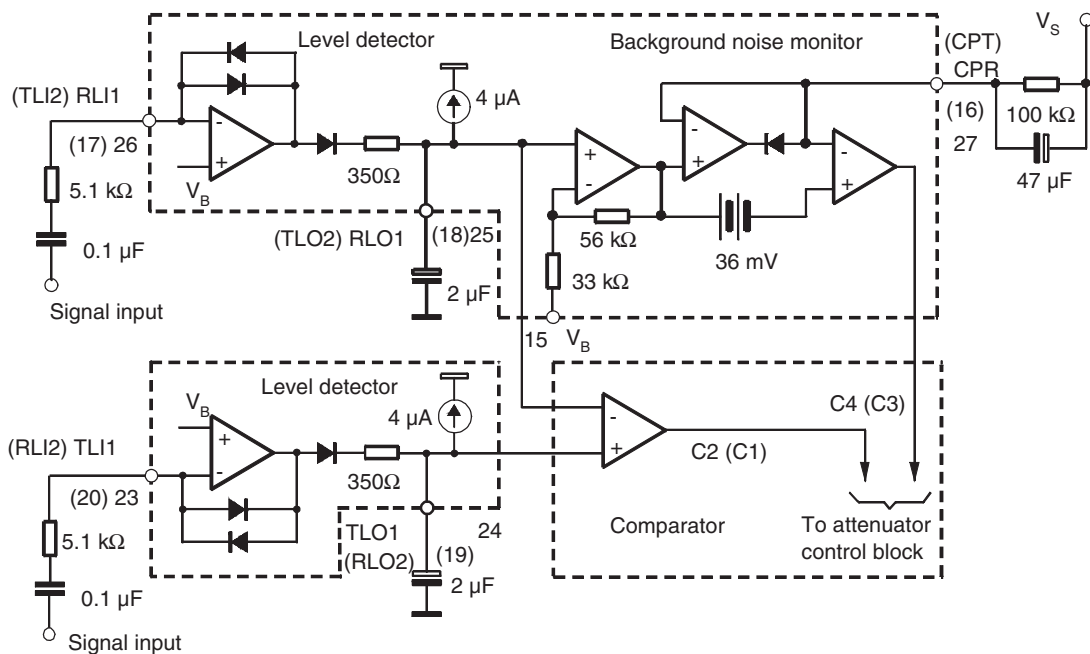 Level detector
Background noise monitor
(CPT)
CPR
V_S
(TLI2) RLI1
4 µA
(16)
27
100 kΩ
47 µF
(17) 26
-
+
V_B
350Ω
+
-
-
+
-
+
5.1 kΩ
0.1 µF
Signal input
(TLO2) RLO1
(18)25
2 µF
56 kΩ
36 mV
33 kΩ
15
V_B
Level detector
V_B
4 µA
+
-
(RLI2) TLI1
(20) 23
350Ω
-
+
C4 (C3)
C2 (C1)
5.1 kΩ
0.1 µF
Signal input
TLO1
(RLO2)
24
(19)
2 µF
Comparator
To attenuator
control block